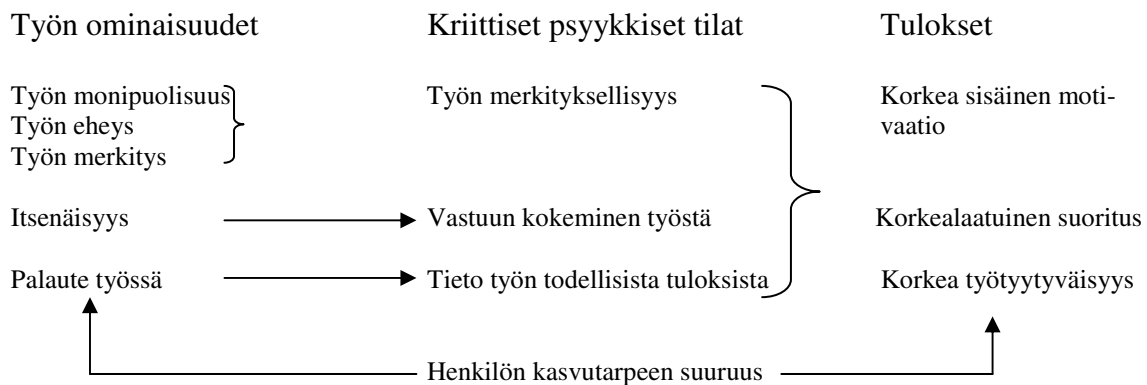 Työn ominaisuudet
Kriittiset psyykkiset tilat
Tulokset
Työn monipuolisuus
Työn eheys
Työn merkitys
Työn merkityksellisyys
Korkea sisäinen moti-
vaatio
Itsenäisyys
Vastuun kokeminen työstä
Korkealaatuinen suoritus
Palaute työssä
Tieto työn todellisista tuloksista
Korkea työtyytyväisyys
Henkilön kasvutarpeen suuruus